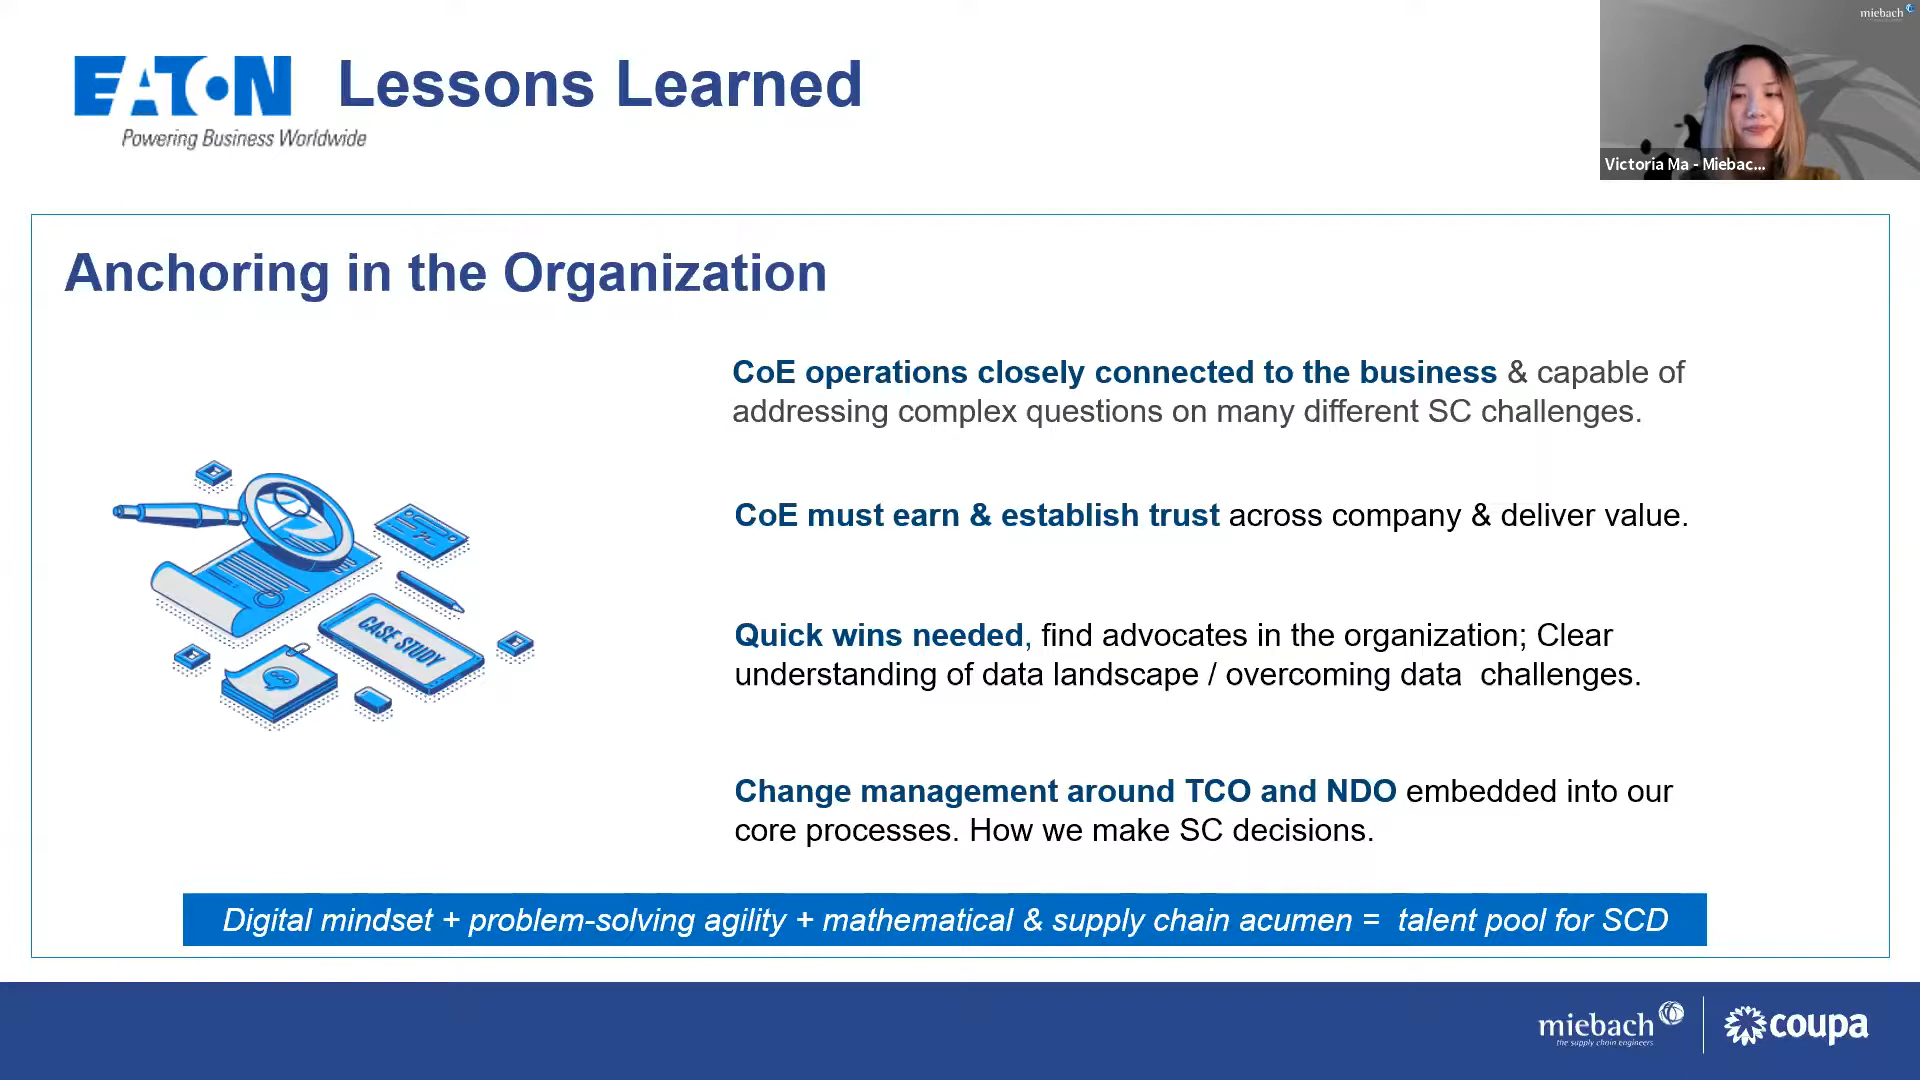 miebach
EATON Lessons Learned
Powering Business Worldwide
Victoria Ma - Miebac...
Anchoring in the Organization
CoE operations closely connected to the business & capable of
addressing complex questions on many different SC challenges.
CoE must earn & establish trust across company & deliver value.
Quick wins needed, find advocates in the organization; Clear
understanding of data landscape / overcoming data challenges.
CASE STUDY
Change management around TCO and NDO embedded into our
core processes. How we make SC decisions.
Digital mindset + problem-solving agility + mathematical & supply chain acumen = talent pool for SCD
miebach
the supply chain engineers
coupa